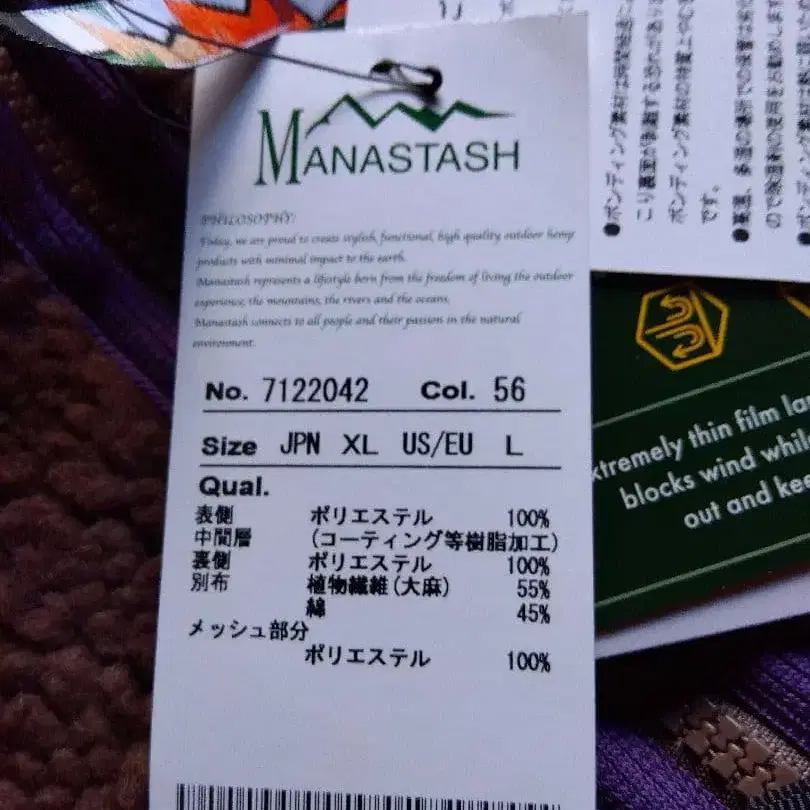 MANASTASH
PHILOSOPHY:
Today, we are proud to create stylish, functional, high quality outdoor hemp
products with minimal impact to the earth.
Manastash represents a lifestyle born from the freedom of living the outdoor
experience, the mountains, the rivers and the oceans.
Manastash connects to all people and their passion in the natural
environment.
No. 7122042 Col. 56
Size JPN XL US/EU L
Qual.
表側 ポリエステル 100%
中間層 (コーティング等樹脂加工)
裏側 ポリエステル 100%
別布 植物繊維(大麻) 55%
綿 45%
メッシュ部分
ポリエステル 100%
xtremely thin film la
blocks wind whil
out and kee
です。